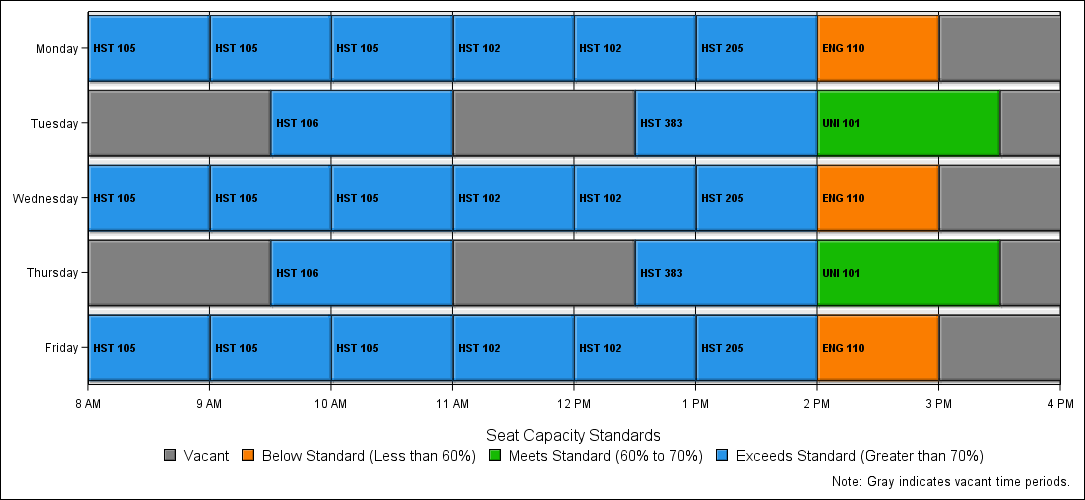 Monday HST 105 HST 105 HST 105 HST 102 HST 102 HST 205 ENG 110
Tuesday HST 106 HST 383 UNI 101
Wednesday HST 105 HST 105 HST 105 HST 102 HST 102 HST 205 ENG 110
Thursday HST 106 HST 383 UNI 101
Friday HST 105 HST 105 HST 105 HST 102 HST 102 HST 205 ENG 110
8 AM 9 AM 10 AM 11 AM 12 PM 1 PM 2 PM 3 PM 4 PM
Seat Capacity Standards
Vacant Below Standard (Less than 60%) Meets Standard (60% to 70%) Exceeds Standard (Greater than 70%)
Note: Gray indicates vacant time periods.